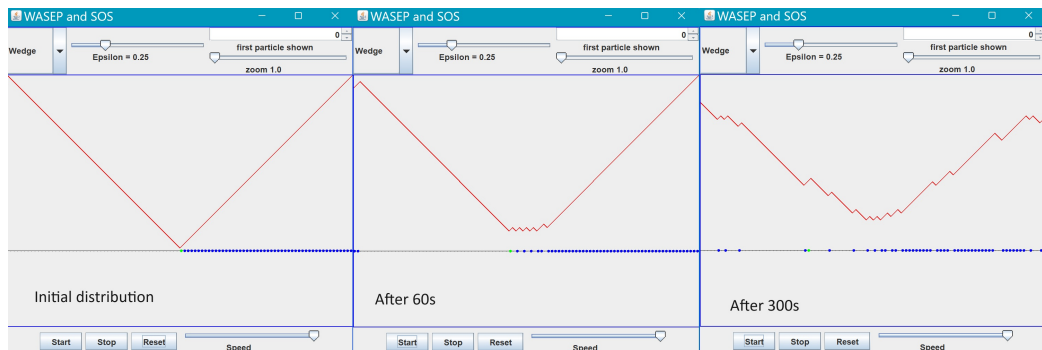 WASEP and SOS
Wedge
0
Epsilon = 0.25
first particle shown
zoom 1.0
Initial distribution
Start
Stop
Reset
Speed
WASEP and SOS
Wedge
0
Epsilon = 0.25
first particle shown
zoom 1.0
After 60s
Start
Stop
Reset
Speed
WASEP and SOS
Wedge
0
Epsilon = 0.25
first particle shown
zoom 1.0
After 300s
Start
Stop
Reset
Speed